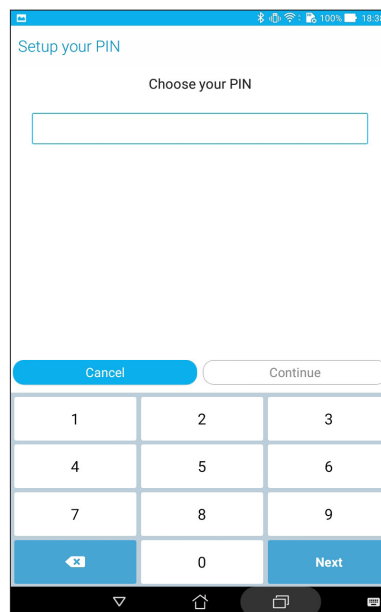 100% 18:38
Setup your PIN
Choose your PIN
Cancel Continue
1 2 3
4 5 6
7 8 9
0 Next